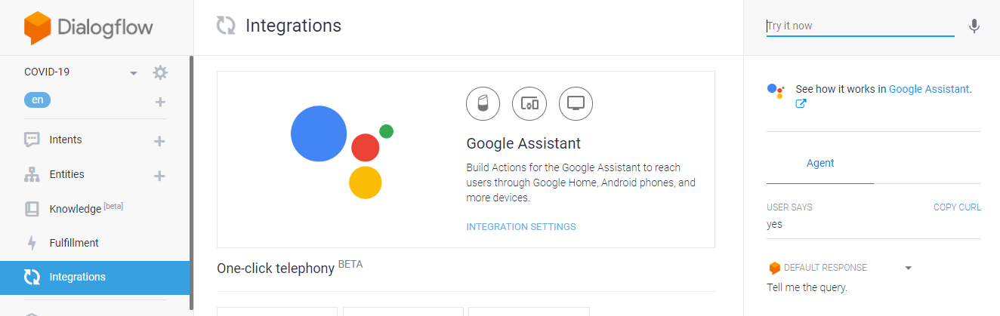 Dialogflow
COVID-19
en
Intents
Entities
Knowledge [beta]
Fulfillment
Integrations
Integrations
Google Assistant
Build Actions for the Google Assistant to reach
users through Google Home, Android phones, and
more devices.
INTEGRATION SETTINGS
One-click telephony BETA
Try it now
See how it works in Google Assistant.
Agent
USER SAYS
COPY CURL
yes
DEFAULT RESPONSE
Tell me the query.